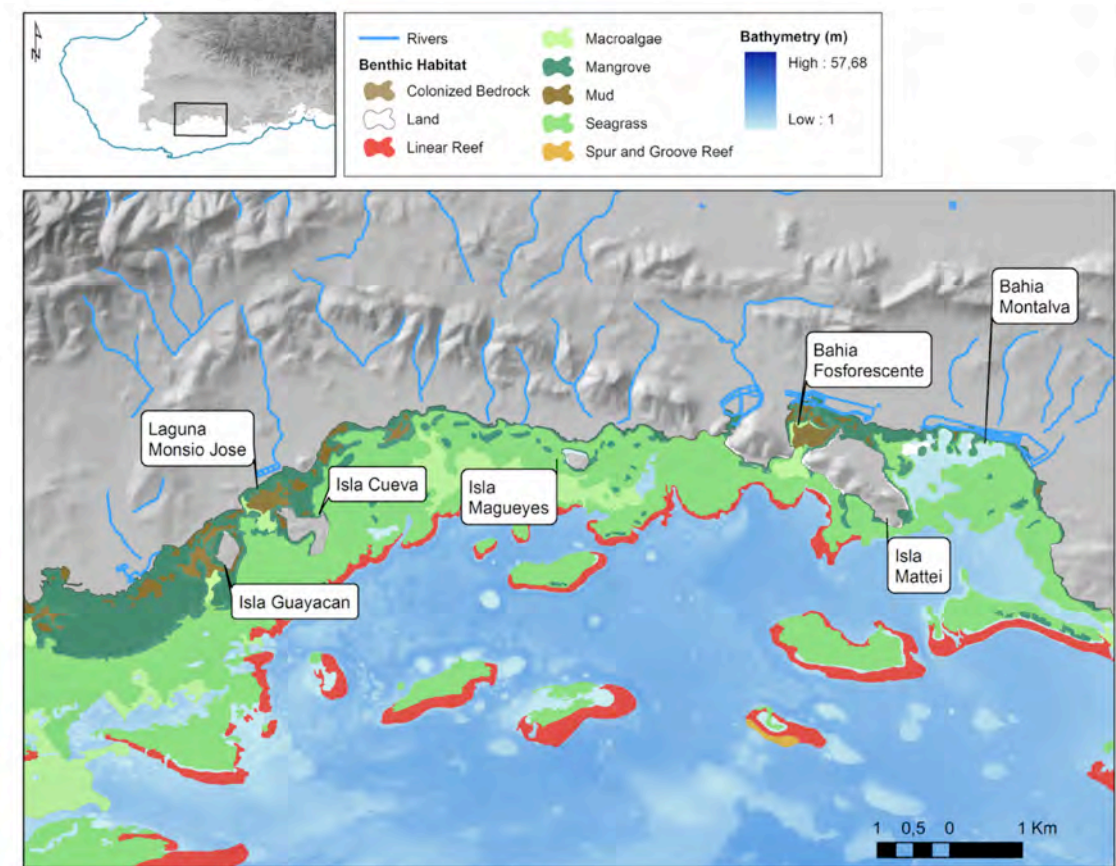 N
Rivers
Benthic Habitat
Colonized Bedrock
Land
Linear Reef
Macroalgae
Mangrove
Mud
Seagrass
Spur and Groove Reef
Bathymetry (m)
High : 57,68
Low : 1
Bahia
Montalva
Bahia
Fosforescente
Laguna
Monsio Jose
Isla Cueva
Isla
Magueyes
Isla
Mattei
Isla Guayacan
1 0,5 0 1 Km